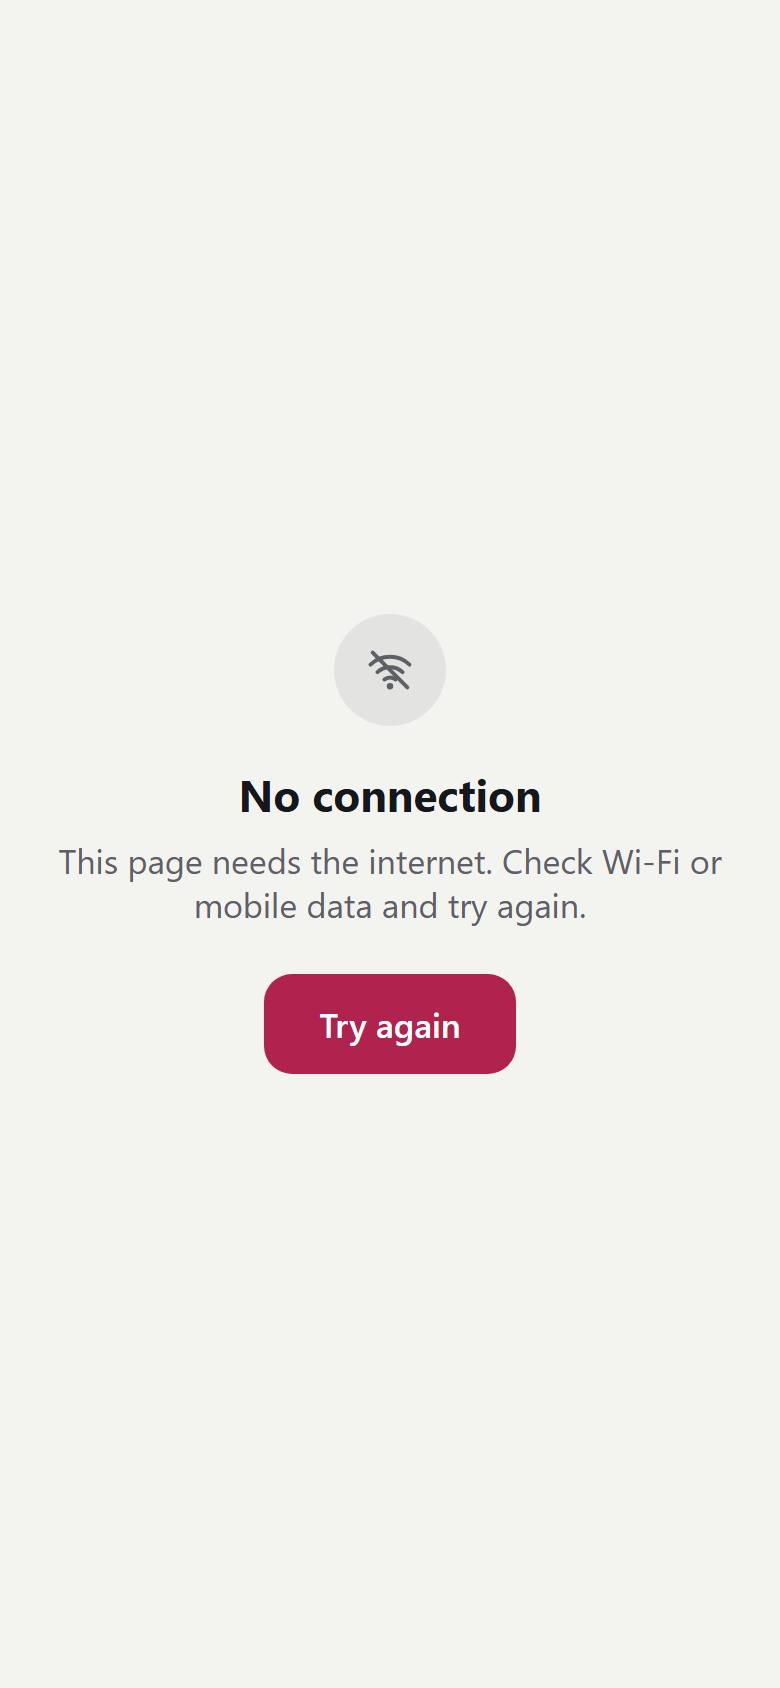 No connection
This page needs the internet. Check Wi-Fi or
mobile data and try again.
Try again